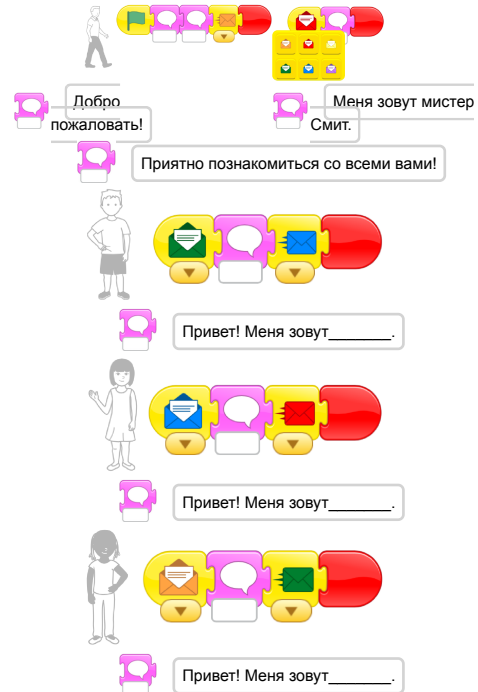 Добро
пожаловать!
Меня зовут мистер
Смит.
Приятно познакомиться со всеми вами!
Привет! Меня зовут_______.
Привет! Меня зовут_______.
Привет! Меня зовут_______.